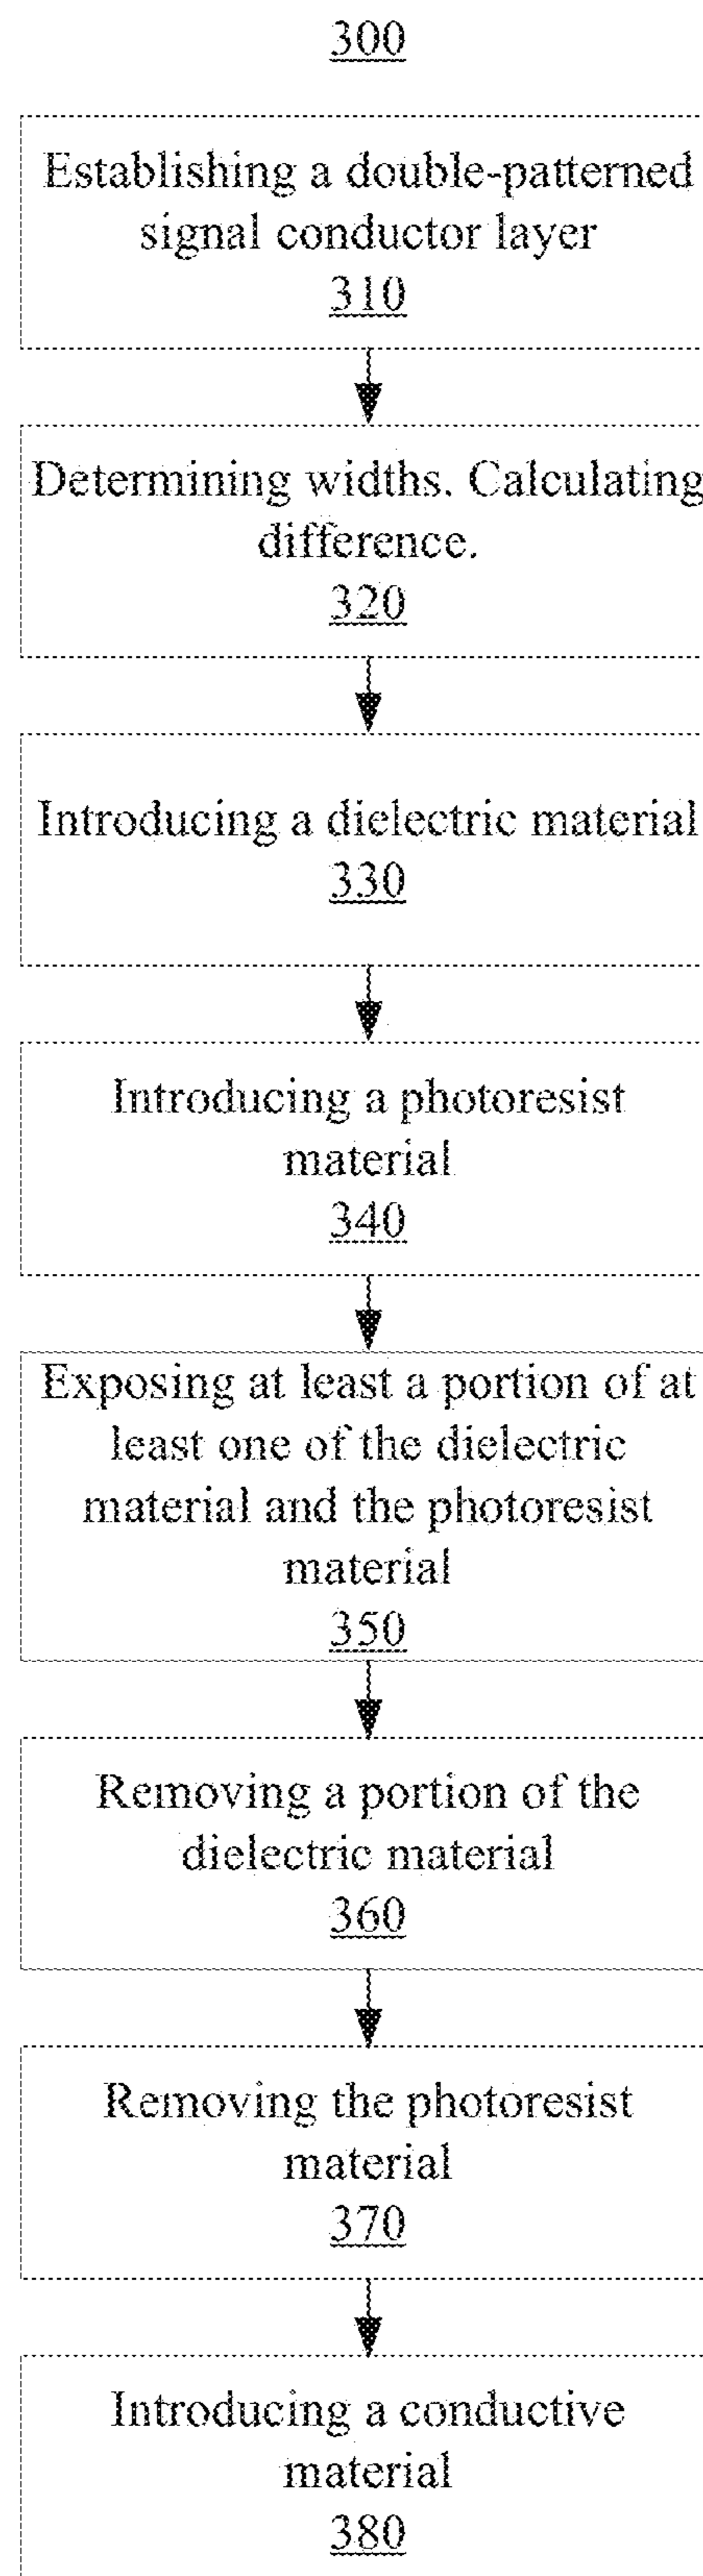 300
Establishing a double-patterned
signal conductor layer
310
Determining widths. Calculating
difference.
320
Introducing a dielectric material
330
Introducing a photoresist
material
340
Exposing at least a portion of at
least one of the dielectric
material and the photoresist
material
350
Removing a portion of the
dielectric material
360
Removing the photoresist
material
370
Introducing a conductive
material
380